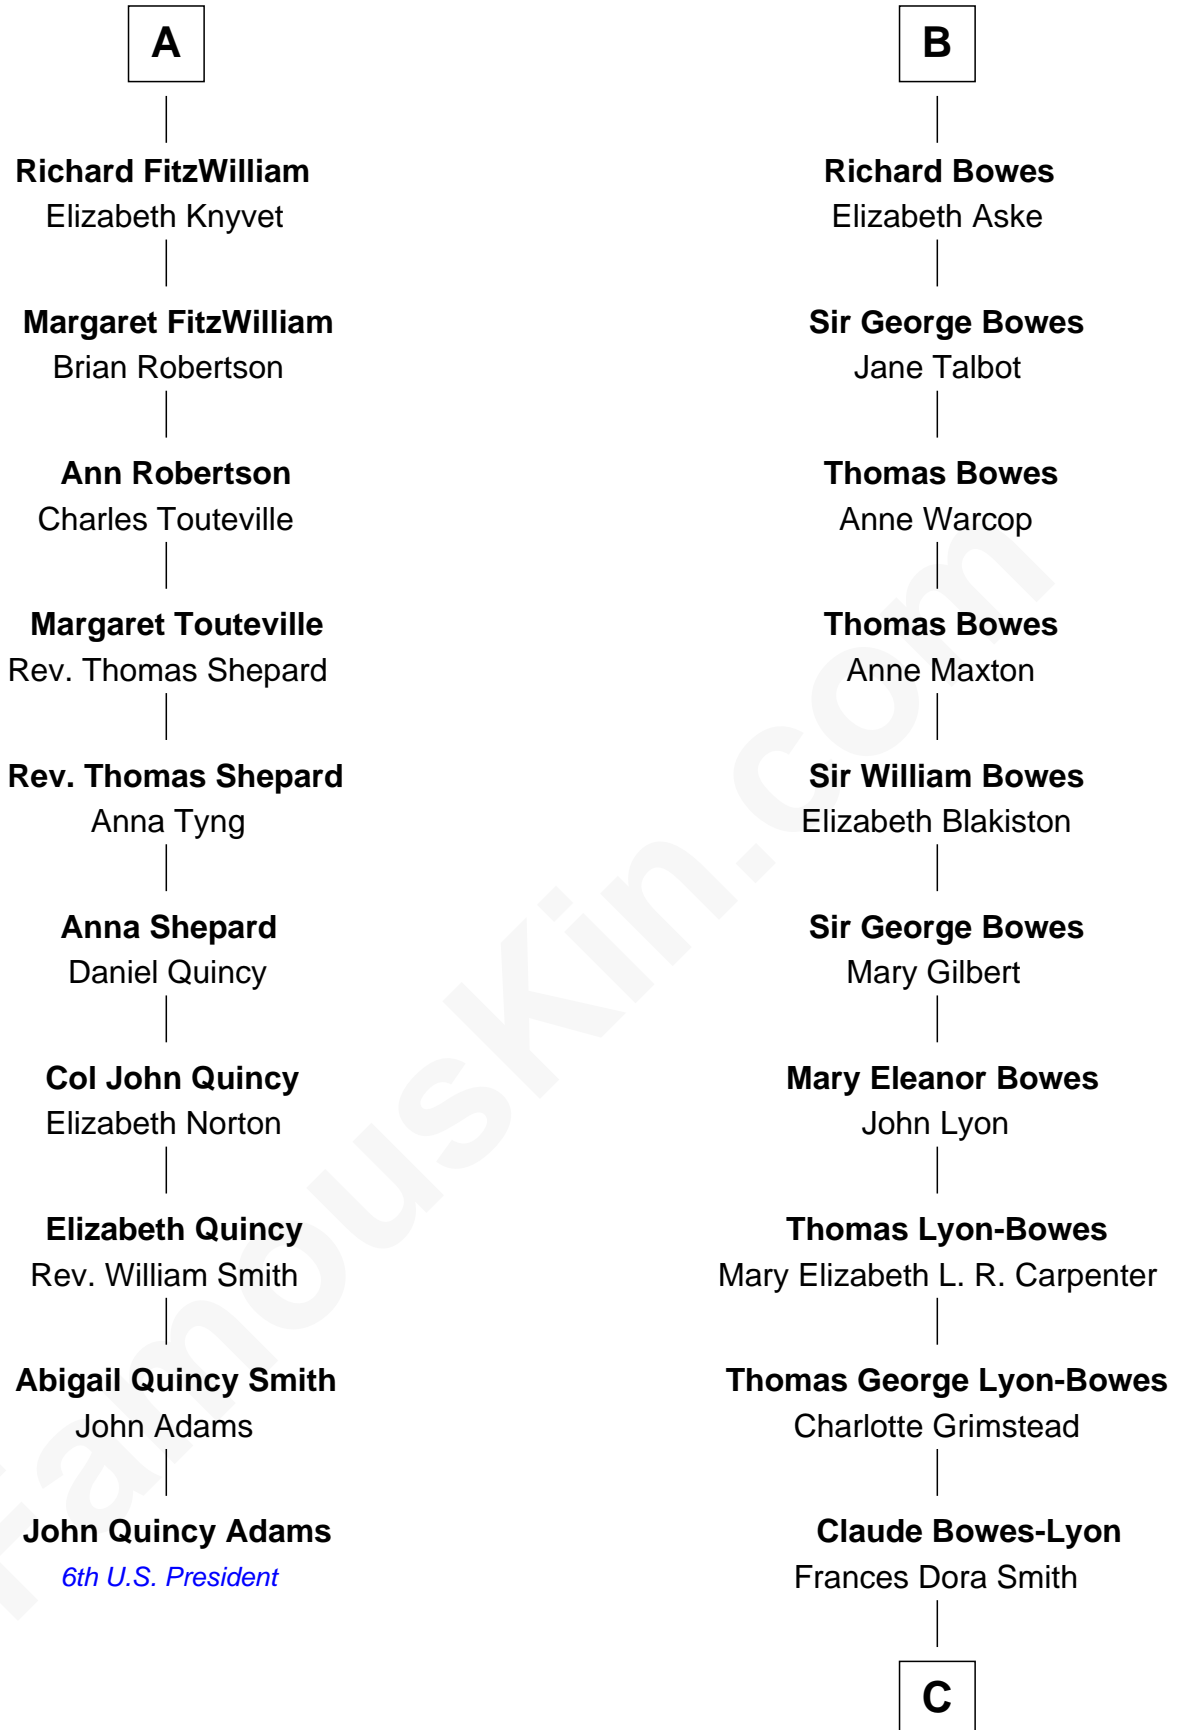 A
Richard FitzWilliam
Elizabeth Knyvet
Margaret FitzWilliam
Brian Robertson
Ann Robertson
Charles Touteville
Margaret Touteville
Rev. Thomas Shepard
Rev. Thomas Shepard
Anna Tyng
Anna Shepard
Daniel Quincy
Col John Quincy
Elizabeth Norton
Elizabeth Quincy
Rev. William Smith
Abigail Quincy Smith
John Adams
John Quincy Adams
6th U.S. President
B
Richard Bowes
Elizabeth Aske
Sir George Bowes
Jane Talbot
Thomas Bowes
Anne Warcop
Thomas Bowes
Anne Maxton
Sir William Bowes
Elizabeth Blakiston
Sir George Bowes
Mary Gilbert
Mary Eleanor Bowes
John Lyon
Thomas Lyon-Bowes
Mary Elizabeth L. R. Carpenter
Thomas George Lyon-Bowes
Charlotte Grimstead
Claude Bowes-Lyon
Frances Dora Smith
C
FamousKin.com